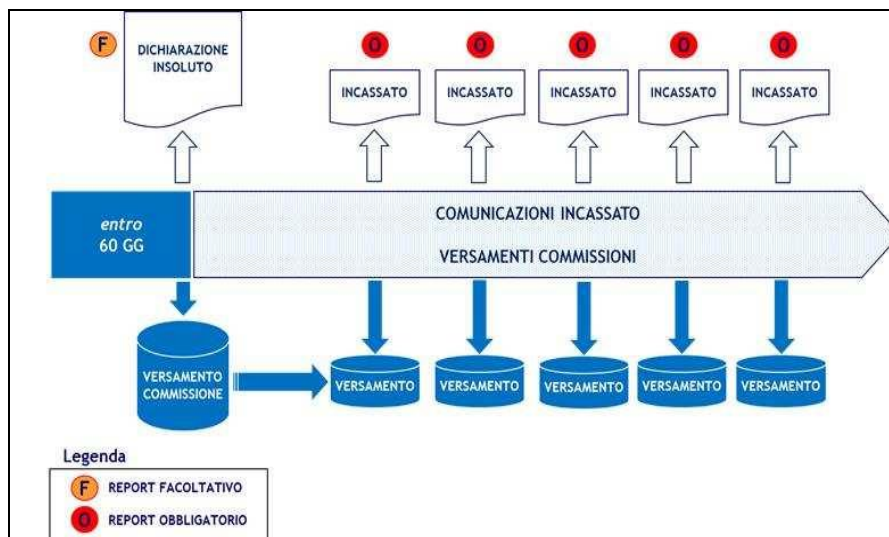 F
DICHIARAZIONE
INSOLUTO
O
O
O
O
O
INCASSATO
INCASSATO
INCASSATO
INCASSATO
INCASSATO
entro
60 GG
COMUNICAZIONI INCASSATO
VERSAMENTI COMMISSIONI
VERSAMENTO
COMMISSIONE
VERSAMENTO
VERSAMENTO
VERSAMENTO
VERSAMENTO
VERSAMENTO
Legenda
F REPORT FACOLTATIVO
O REPORT OBBLIGATORIO